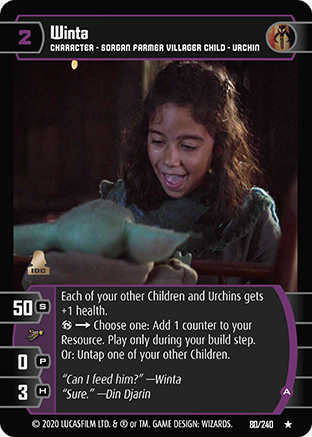 2
Winta
CHARACTER - SORGAN FARMER VILLAGER CHILD - URCHIN
IDC
50 S
Each of your other Children and Urchins gets
+1 health.
Choose one: Add 1 counter to your
Resource. Play only during your build step.
Or: Untap one of your other Children.
0 P
3 H
“Can I feed him?” —Winta
“Sure.” —Din Djarin
A
© 2020 LUCASFILM LTD. & ® or TM. GAME DESIGN: WIZARDS.
80/240